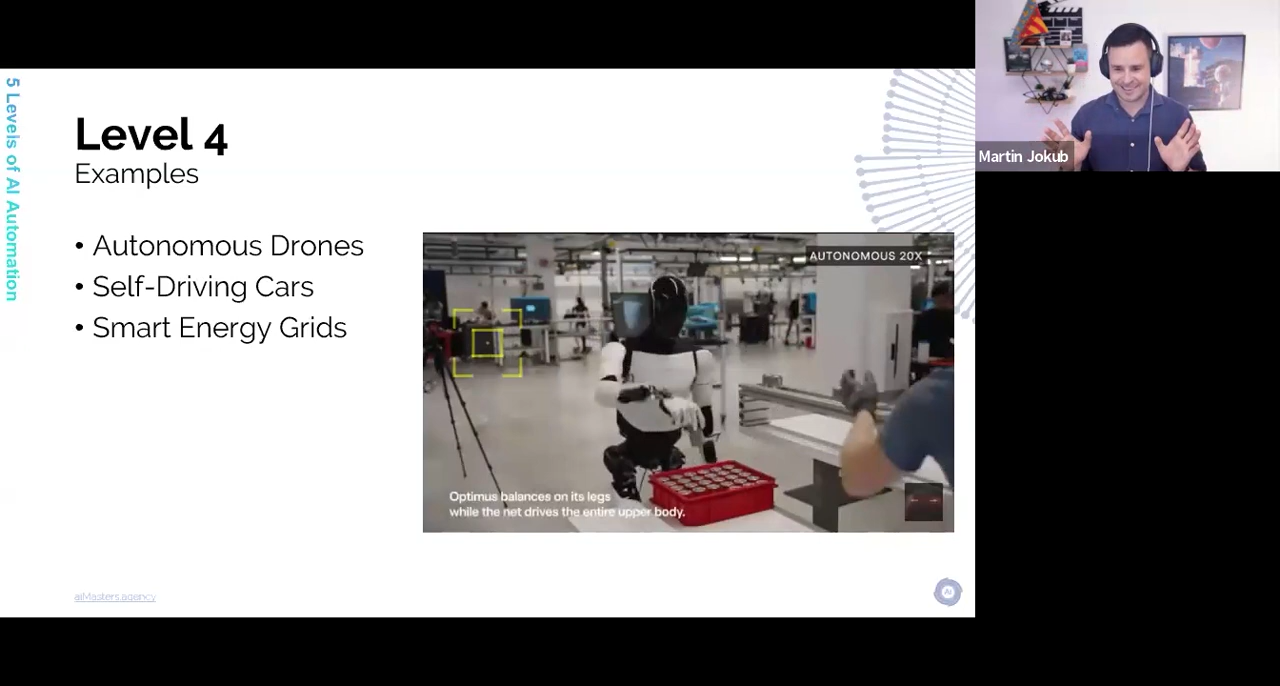 5 Levels of AI Automation
Level 4
Examples
• Autonomous Drones
• Self-Driving Cars
• Smart Energy Grids
AUTONOMOUS 20X
Optimus balances on its legs
while the net drives the entire upper body.
aiMasters.agency
AI
Martin Jokub